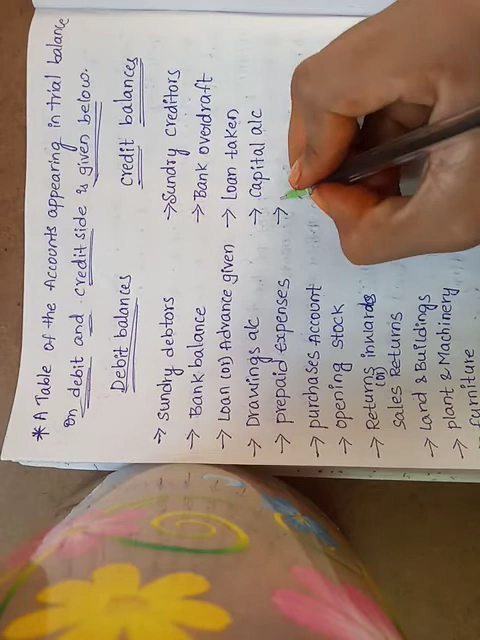 * A Table of the Accounts appearing in trial balance
on debit and credit side is given below.
Debit balances
→ Sundry debtors
→ Bank balance
→ Loan (or) Advance given
→ Drawings a/c
→ prepaid expenses
→ purchases Account
→ opening stock
→ Returns inwards
(or)
Sales Returns
→ Land & Buildings
→ plant & Machinery
→ furniture
credit balances
→ Sundry creditors
→ Bank overdraft
→ Loan taken
→ Capital a/c
→